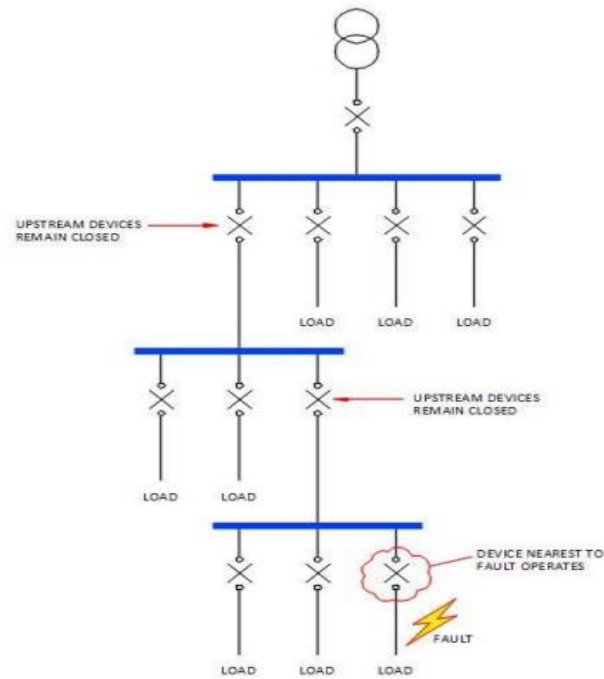 UPSTREAM DEVICES
REMAIN CLOSED
LOAD
LOAD
LOAD
UPSTREAM DEVICES
REMAIN CLOSED
LOAD
LOAD
DEVICE NEAREST TO
FAULT OPERATES
FAULT
LOAD
LOAD
LOAD